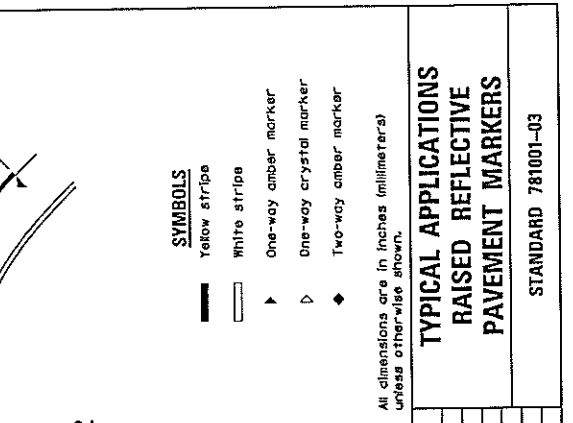 SYMBOLS
Yellow stripe
White stripe
One-way amber marker
One-way crystal marker
Two-way amber marker
All dimensions are in inches (millimeters)
unless otherwise shown.
TYPICAL APPLICATIONS
RAISED REFLECTIVE
PAVEMENT MARKERS
STANDARD 781001-03